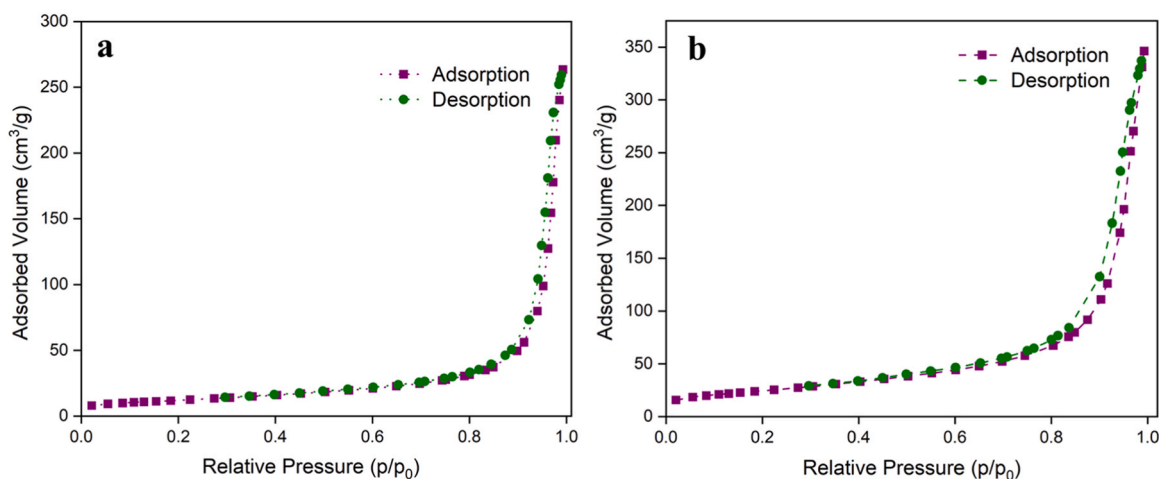 a
Adsorption
Desorption
300
250
200
150
100
50
0
0.0 0.2 0.4 0.6 0.8 1.0
Adsorbed Volume (cm³/g)
Relative Pressure (p/p₀)
b
Adsorption
Desorption
350
300
250
200
150
100
50
0
0.0 0.2 0.4 0.6 0.8 1.0
Adsorbed Volume (cm³/g)
Relative Pressure (p/p₀)